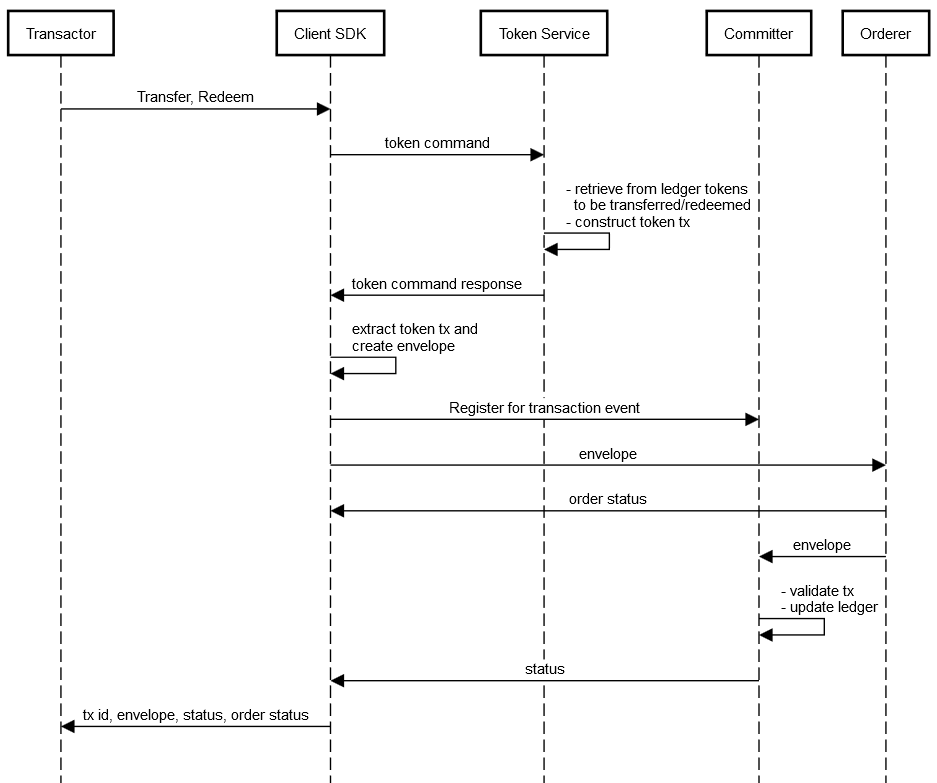 Transactor
Client SDK
Token Service
Committer
Orderer
Transfer, Redeem
token command
- retrieve from ledger tokens
to be transferred/redeemed
- construct token tx
token command response
extract token tx and
create envelope
Register for transaction event
envelope
order status
envelope
- validate tx
- update ledger
status
tx id, envelope, status, order status